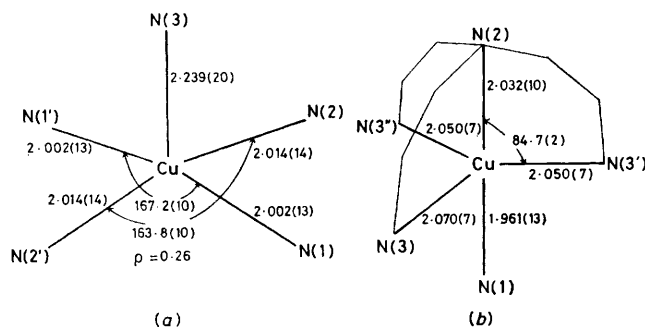 N(3)
2·239(20)
N(1')
2·002(13)
N(2)
2·014(14)
Cu
2·014(14)
167·2(10)
2·002(13)
163·8(10)
N(2')
ρ = 0·26
N(1)
(a)
N(2)
2·032(10)
N(3'')
2·050(7)
84·7(2)
Cu
N(3')
2·050(7)
2·070(7)
1·961(13)
N(3)
N(1)
(b)